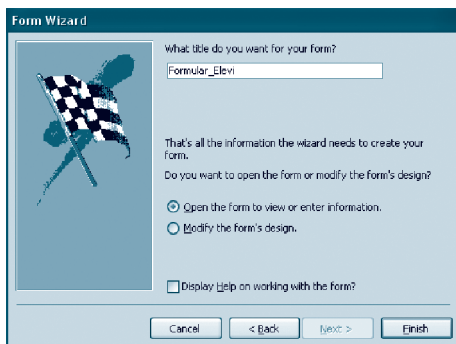 Form Wizard
What title do you want for your form?
Formular_Elevi
That's all the information the wizard needs to create your
form.
Do you want to open the form or modify the form's design?
Open the form to view or enter information.
Modify the form's design.
Display Help on working with the form?
Cancel
< Back
Next >
Finish